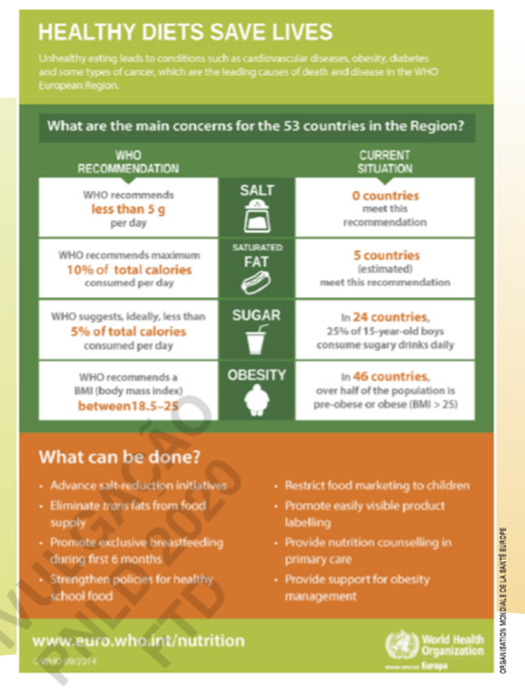 HEALTHY DIETS SAVE LIVES
Unhealthy eating leads to conditions such as cardiovascular diseases, obesity, diabetes
and some types of cancer, which are the leading causes of death and disease in the WHO
European Region.
What are the main concerns for the 53 countries in the Region?
WHO
RECOMMENDATION
CURRENT
SITUATION
WHO recommends
less than 5 g
per day
SALT
0 countries
meet this
recommendation
WHO recommends maximum
10% of total calories
consumed per day
SATURATED
FAT
5 countries
(estimated)
meet this recommendation
WHO suggests, ideally, less than
5% of total calories
consumed per day
SUGAR
In 24 countries,
25% of 15-year-old boys
consume sugary drinks daily
WHO recommends a
BMI (body mass index)
between18.5–25
OBESITY
In 46 countries,
over half of the population is
pre-obese or obese (BMI > 25)
What can be done?
• Advance salt-reduction initiatives
• Eliminate trans fats from food
supply
• Promote exclusive breastfeeding
during first 6 months
• Strengthen policies for healthy
school food
• Restrict food marketing to children
• Promote easily visible product
labelling
• Provide nutrition counselling in
primary care
• Provide support for obesity
management
www.euro.who.int/nutrition
© WHO 09/2014
World Health
Organization
Europe
ORGANISATION MONDIALE DE LA SANTÉ EUROPE
IVULGAÇÃO
PNLD 2020
FTD